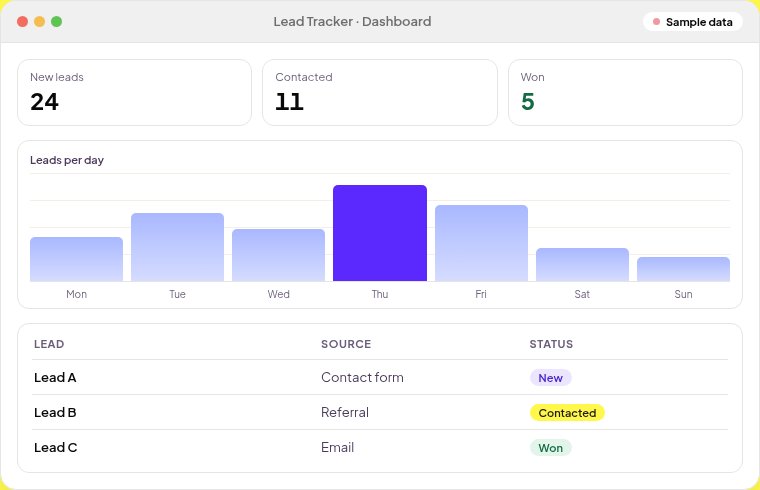 Lead Tracker · Dashboard
Sample data
New leads
24
Contacted
11
Won
5
Leads per day
Mon Tue Wed Thu Fri Sat Sun
LEAD SOURCE STATUS
Lead A Contact form New
Lead B Referral Contacted
Lead C Email Won